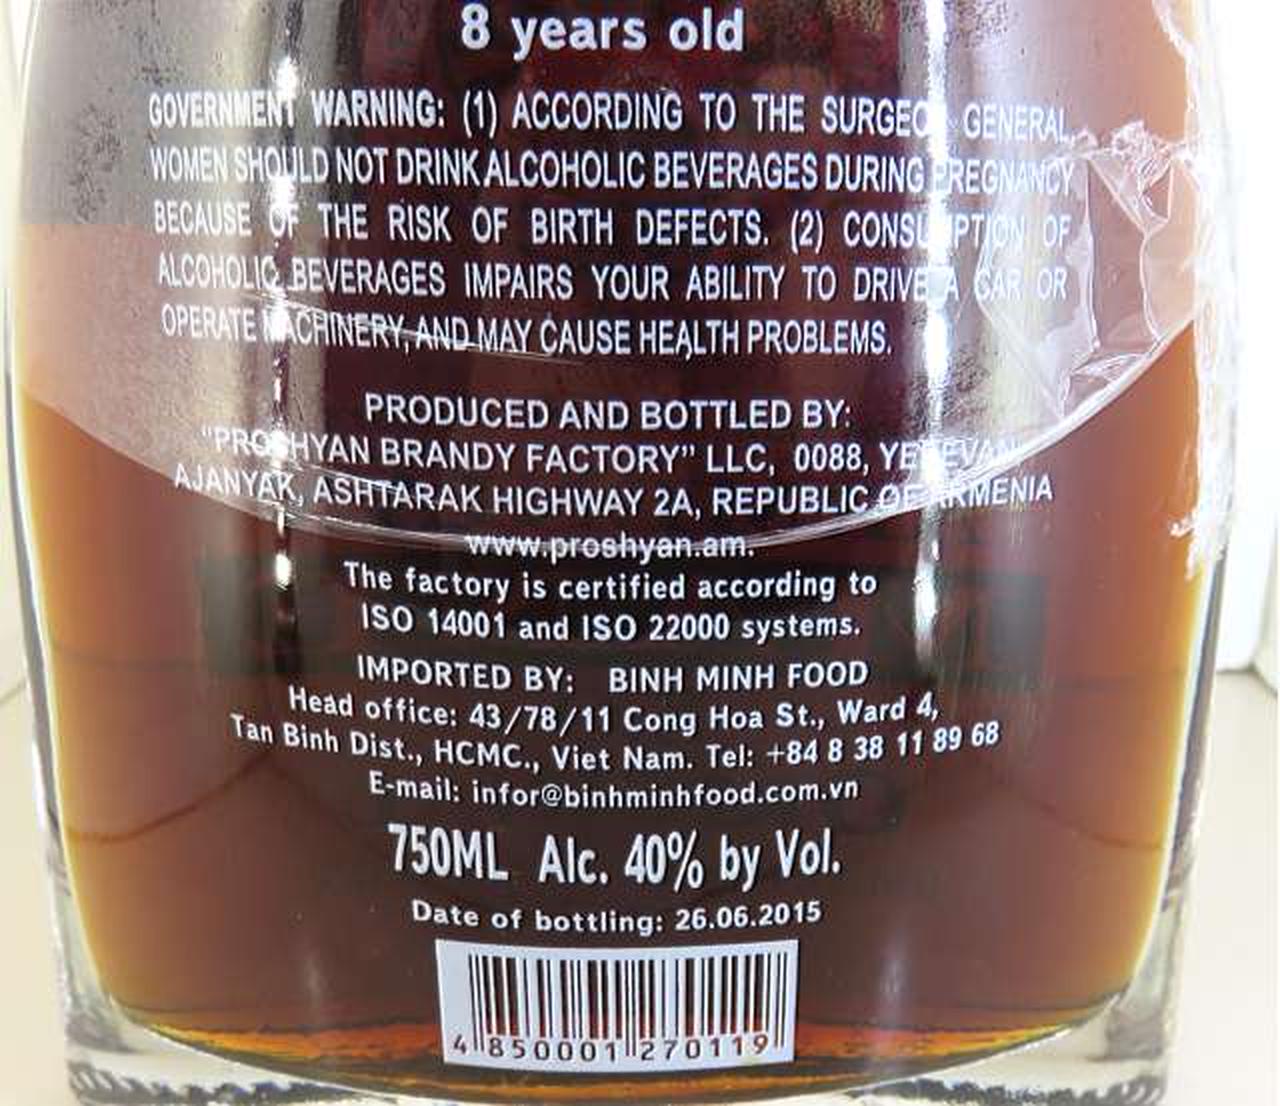 8 years old
GOVERNMENT WARNING: (1) ACCORDING TO THE SURGEON GENERAL,
WOMEN SHOULD NOT DRINK ALCOHOLIC BEVERAGES DURING PREGNANCY
BECAUSE OF THE RISK OF BIRTH DEFECTS. (2) CONSUMPTION OF
ALCOHOLIC BEVERAGES IMPAIRS YOUR ABILITY TO DRIVE A CAR OR
OPERATE MACHINERY, AND MAY CAUSE HEALTH PROBLEMS.
PRODUCED AND BOTTLED BY:
"PROSHYAN BRANDY FACTORY" LLC, 0088, YEREVAN
AJANYAK, ASHTARAK HIGHWAY 2A, REPUBLIC OF ARMENIA
www.proshyan.am.
The factory is certified according to
ISO 14001 and ISO 22000 systems.
IMPORTED BY: BINH MINH FOOD
Head office: 43/78/11 Cong Hoa St., Ward 4,
Tan Binh Dist., HCMC., Viet Nam. Tel: +84 8 38 11 89 68
E-mail: infor@binhminhfood.com.vn
750ML Alc. 40% by Vol.
Date of bottling: 26.06.2015
4 850001 270119